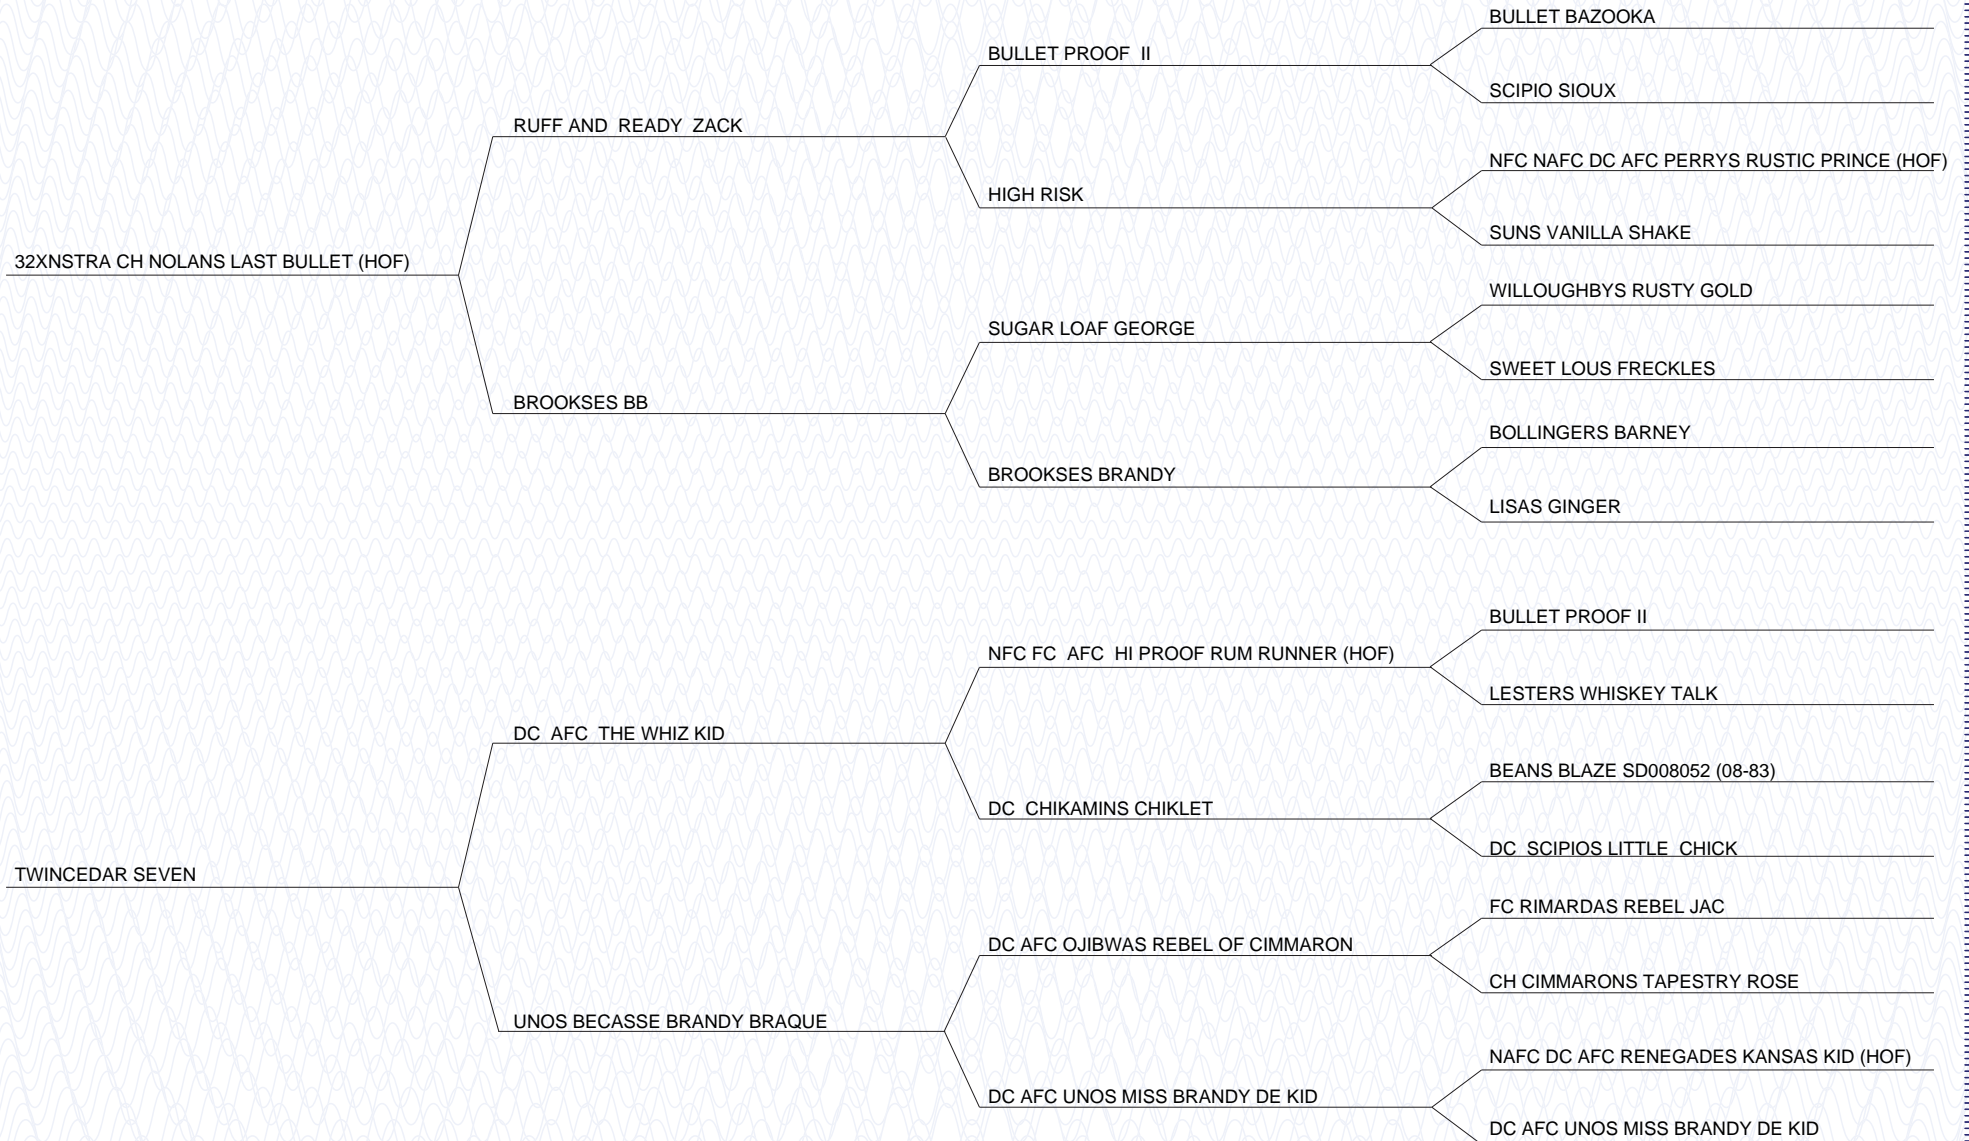 BULLET BAZOOKA
BULLET PROOF  II
SCIPIO SIOUX
RUFF AND  READY  ZACK
NFC NAFC DC AFC PERRYS RUSTIC PRINCE (HOF)
HIGH RISK
SUNS VANILLA SHAKE
32XNSTRA CH NOLANS LAST BULLET (HOF)
WILLOUGHBYS RUSTY GOLD
SUGAR LOAF GEORGE
SWEET LOUS FRECKLES
BROOKSES BB
BOLLINGERS BARNEY
BROOKSES BRANDY
LISAS GINGER
BULLET PROOF II
NFC FC  AFC  HI PROOF RUM RUNNER (HOF)
LESTERS WHISKEY TALK
DC  AFC  THE WHIZ KID
BEANS BLAZE SD008052 (08-83)
DC  CHIKAMINS CHIKLET
DC  SCIPIOS LITTLE  CHICK
TWINCEDAR SEVEN
FC RIMARDAS REBEL JAC
DC AFC OJIBWAS REBEL OF CIMMARON
CH CIMMARONS TAPESTRY ROSE
UNOS BECASSE BRANDY BRAQUE
NAFC DC AFC RENEGADES KANSAS KID (HOF)
DC AFC UNOS MISS BRANDY DE KID
DC AFC UNOS MISS BRANDY DE KID